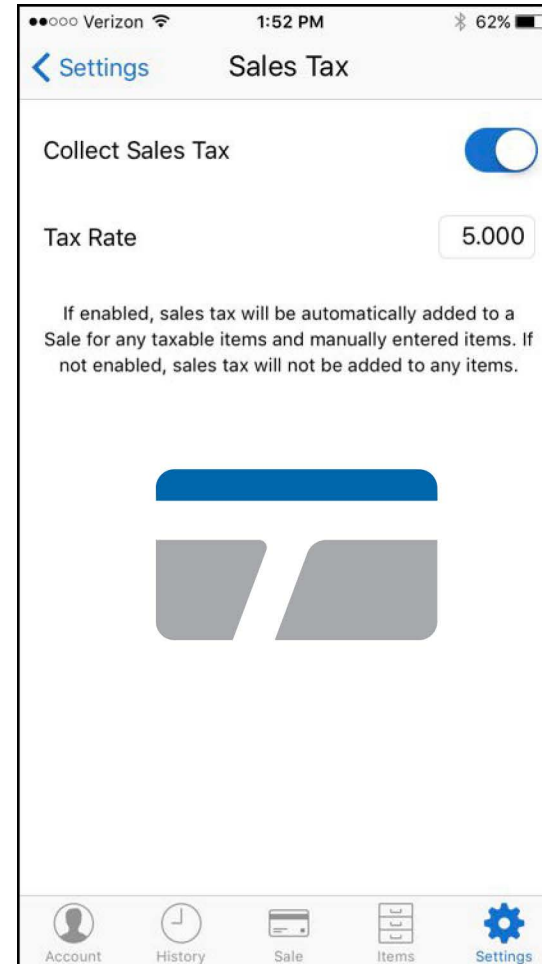 Verizon 1:52 PM 62%
Settings Sales Tax
Collect Sales Tax
Tax Rate 5.000
If enabled, sales tax will be automatically added to a
Sale for any taxable items and manually entered items. If
not enabled, sales tax will not be added to any items.
Account History Sale Items Settings